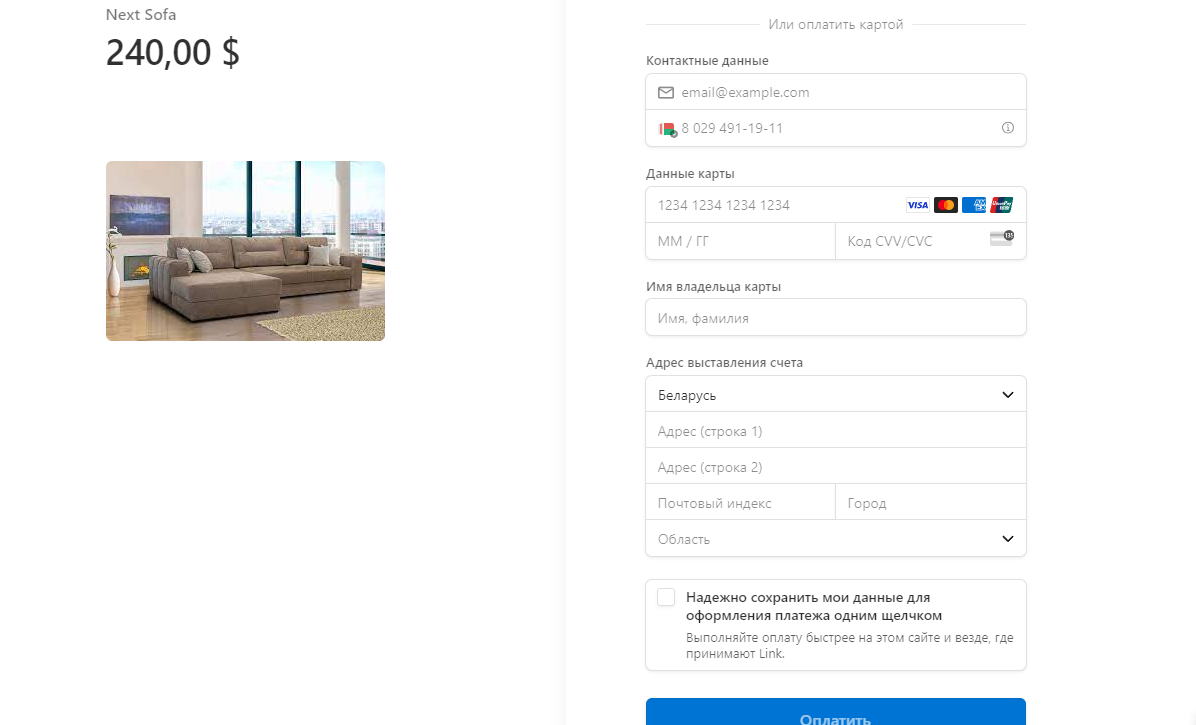 Next Sofa
240,00 $
Или оплатить картой
Контактные данные
email@example.com
8 029 491-19-11
Данные карты
1234 1234 1234 1234
VISA
ММ / ГГ
Код CVV/CVC
135
Имя владельца карты
Имя, фамилия
Адрес выставления счета
Беларусь
Адрес (строка 1)
Адрес (строка 2)
Почтовый индекс
Город
Область
Надежно сохранить мои данные для
оформления платежа одним щелчком
Выполняйте оплату быстрее на этом сайте и везде, где
принимают Link.
Оплатить